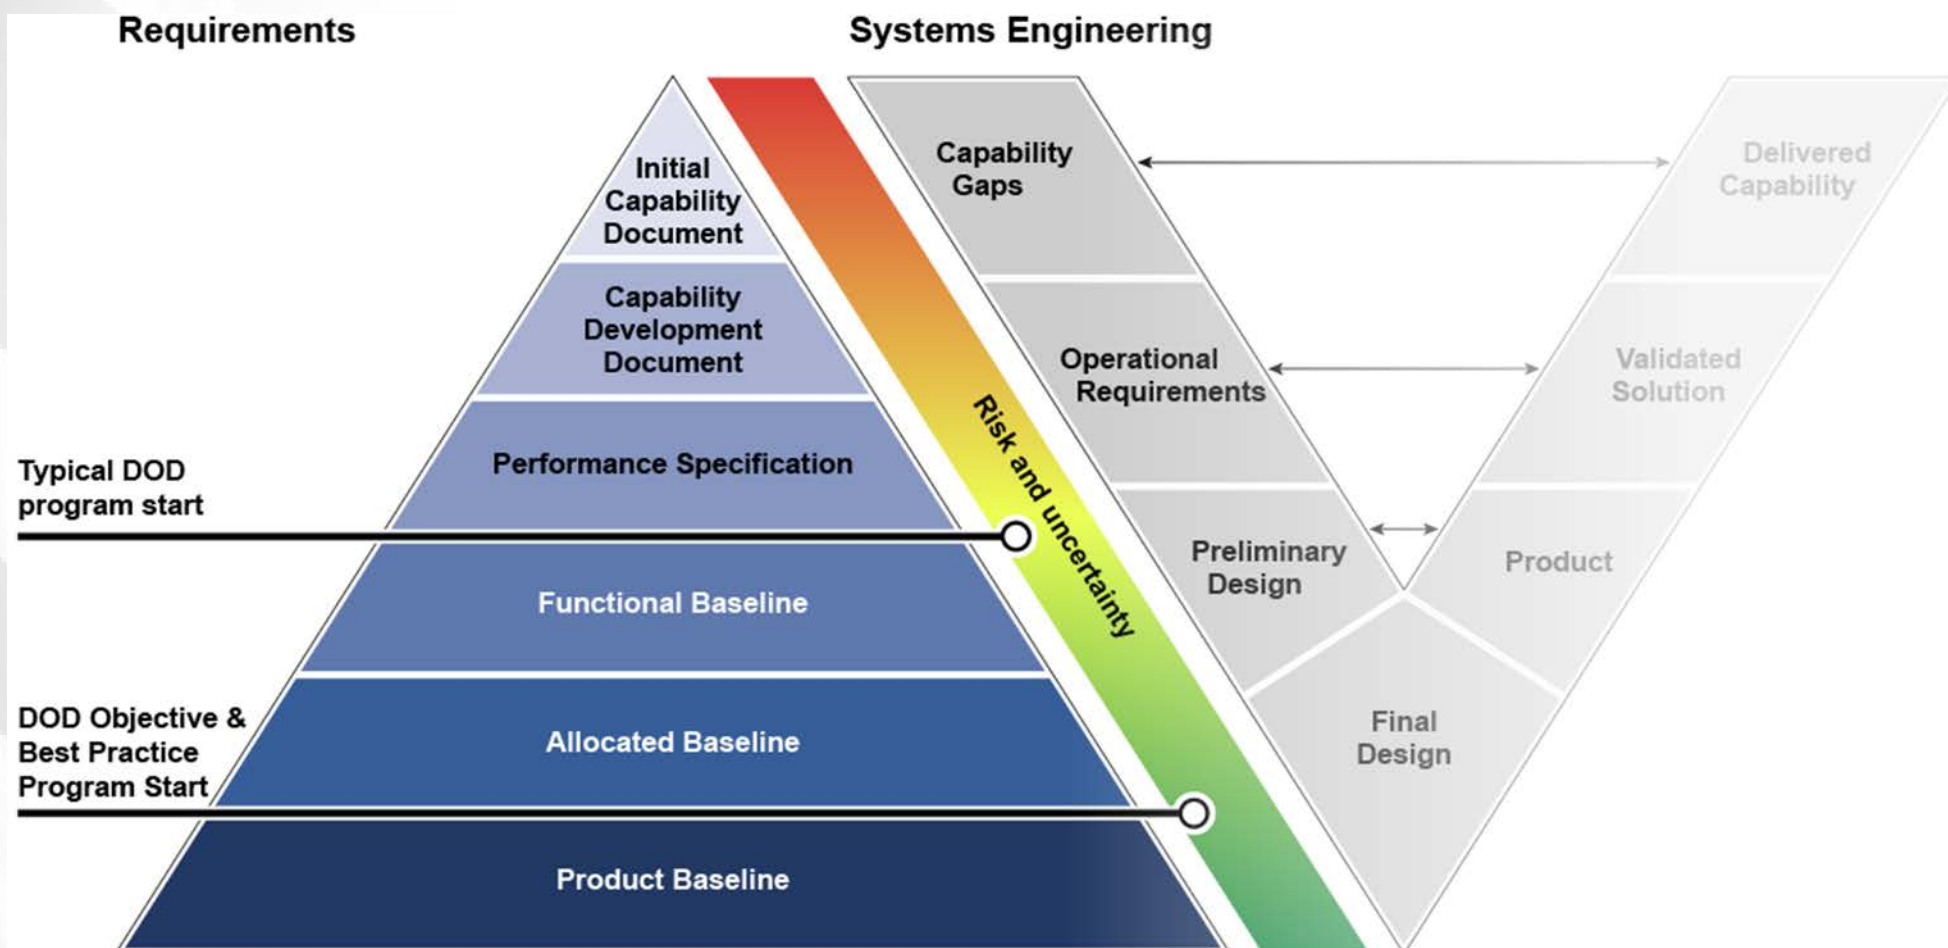 Requirements
Systems Engineering
Initial
Capability
Document
Capability
Development
Document
Performance Specification
Typical DOD
program start
Functional Baseline
DOD Objective &
Best Practice
Program Start
Allocated Baseline
Product Baseline
Risk and uncertainty
Capability
Gaps
Operational
Requirements
Preliminary
Design
Final
Design
Product
Validated
Solution
Delivered
Capability